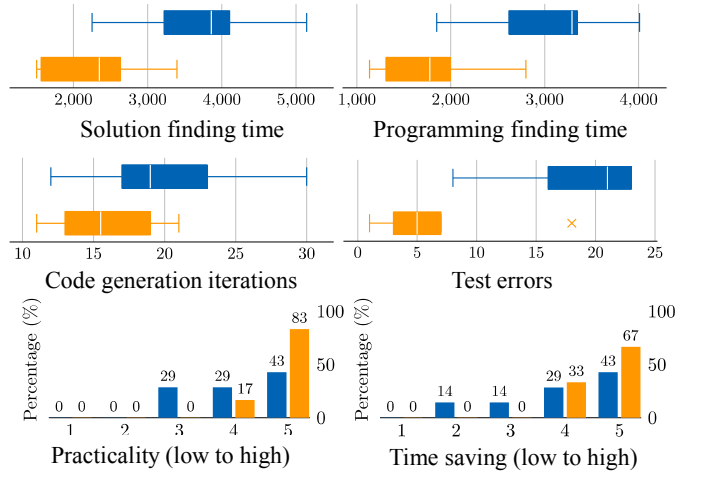 2,000 3,000 4,000 5,000
Solution finding time
1,000 2,000 3,000 4,000
Programming finding time
10 15 20 25 30
Code generation iterations
0 5 10 15 20 25
Test errors
Percentage (%)
0 0 0 0 29 0 29 17 43 83
100
50
0
1 2 3 4 5
Practicality (low to high)
Percentage (%)
0 0 14 0 14 0 29 33 43 67
100
50
0
1 2 3 4 5
Time saving (low to high)